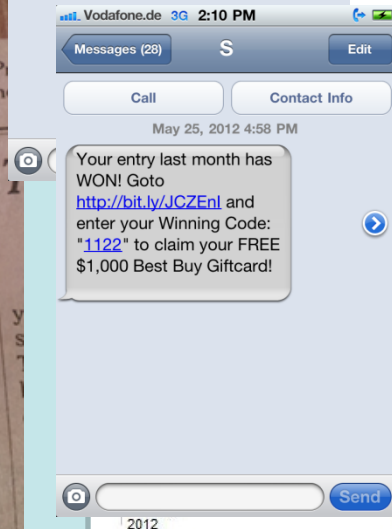 Vodafone.de 3G 2:10 PM
Messages (28) S Edit
Call Contact Info
May 25, 2012 4:58 PM
Your entry last month has
WON! Goto
http://bit.ly/JCZEnI and
enter your Winning Code:
"1122" to claim your FREE
$1,000 Best Buy Giftcard!
Send
2012